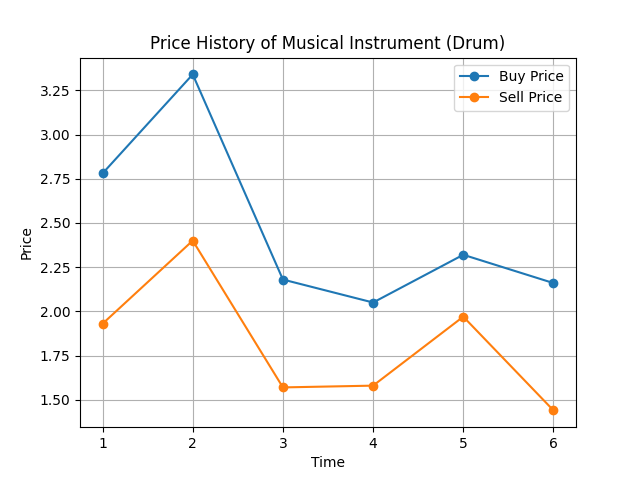 Price History of Musical Instrument (Drum)
Buy Price
Sell Price
Price
3.25
3.00
2.75
2.50
2.25
2.00
1.75
1.50
1 2 3 4 5 6
Time